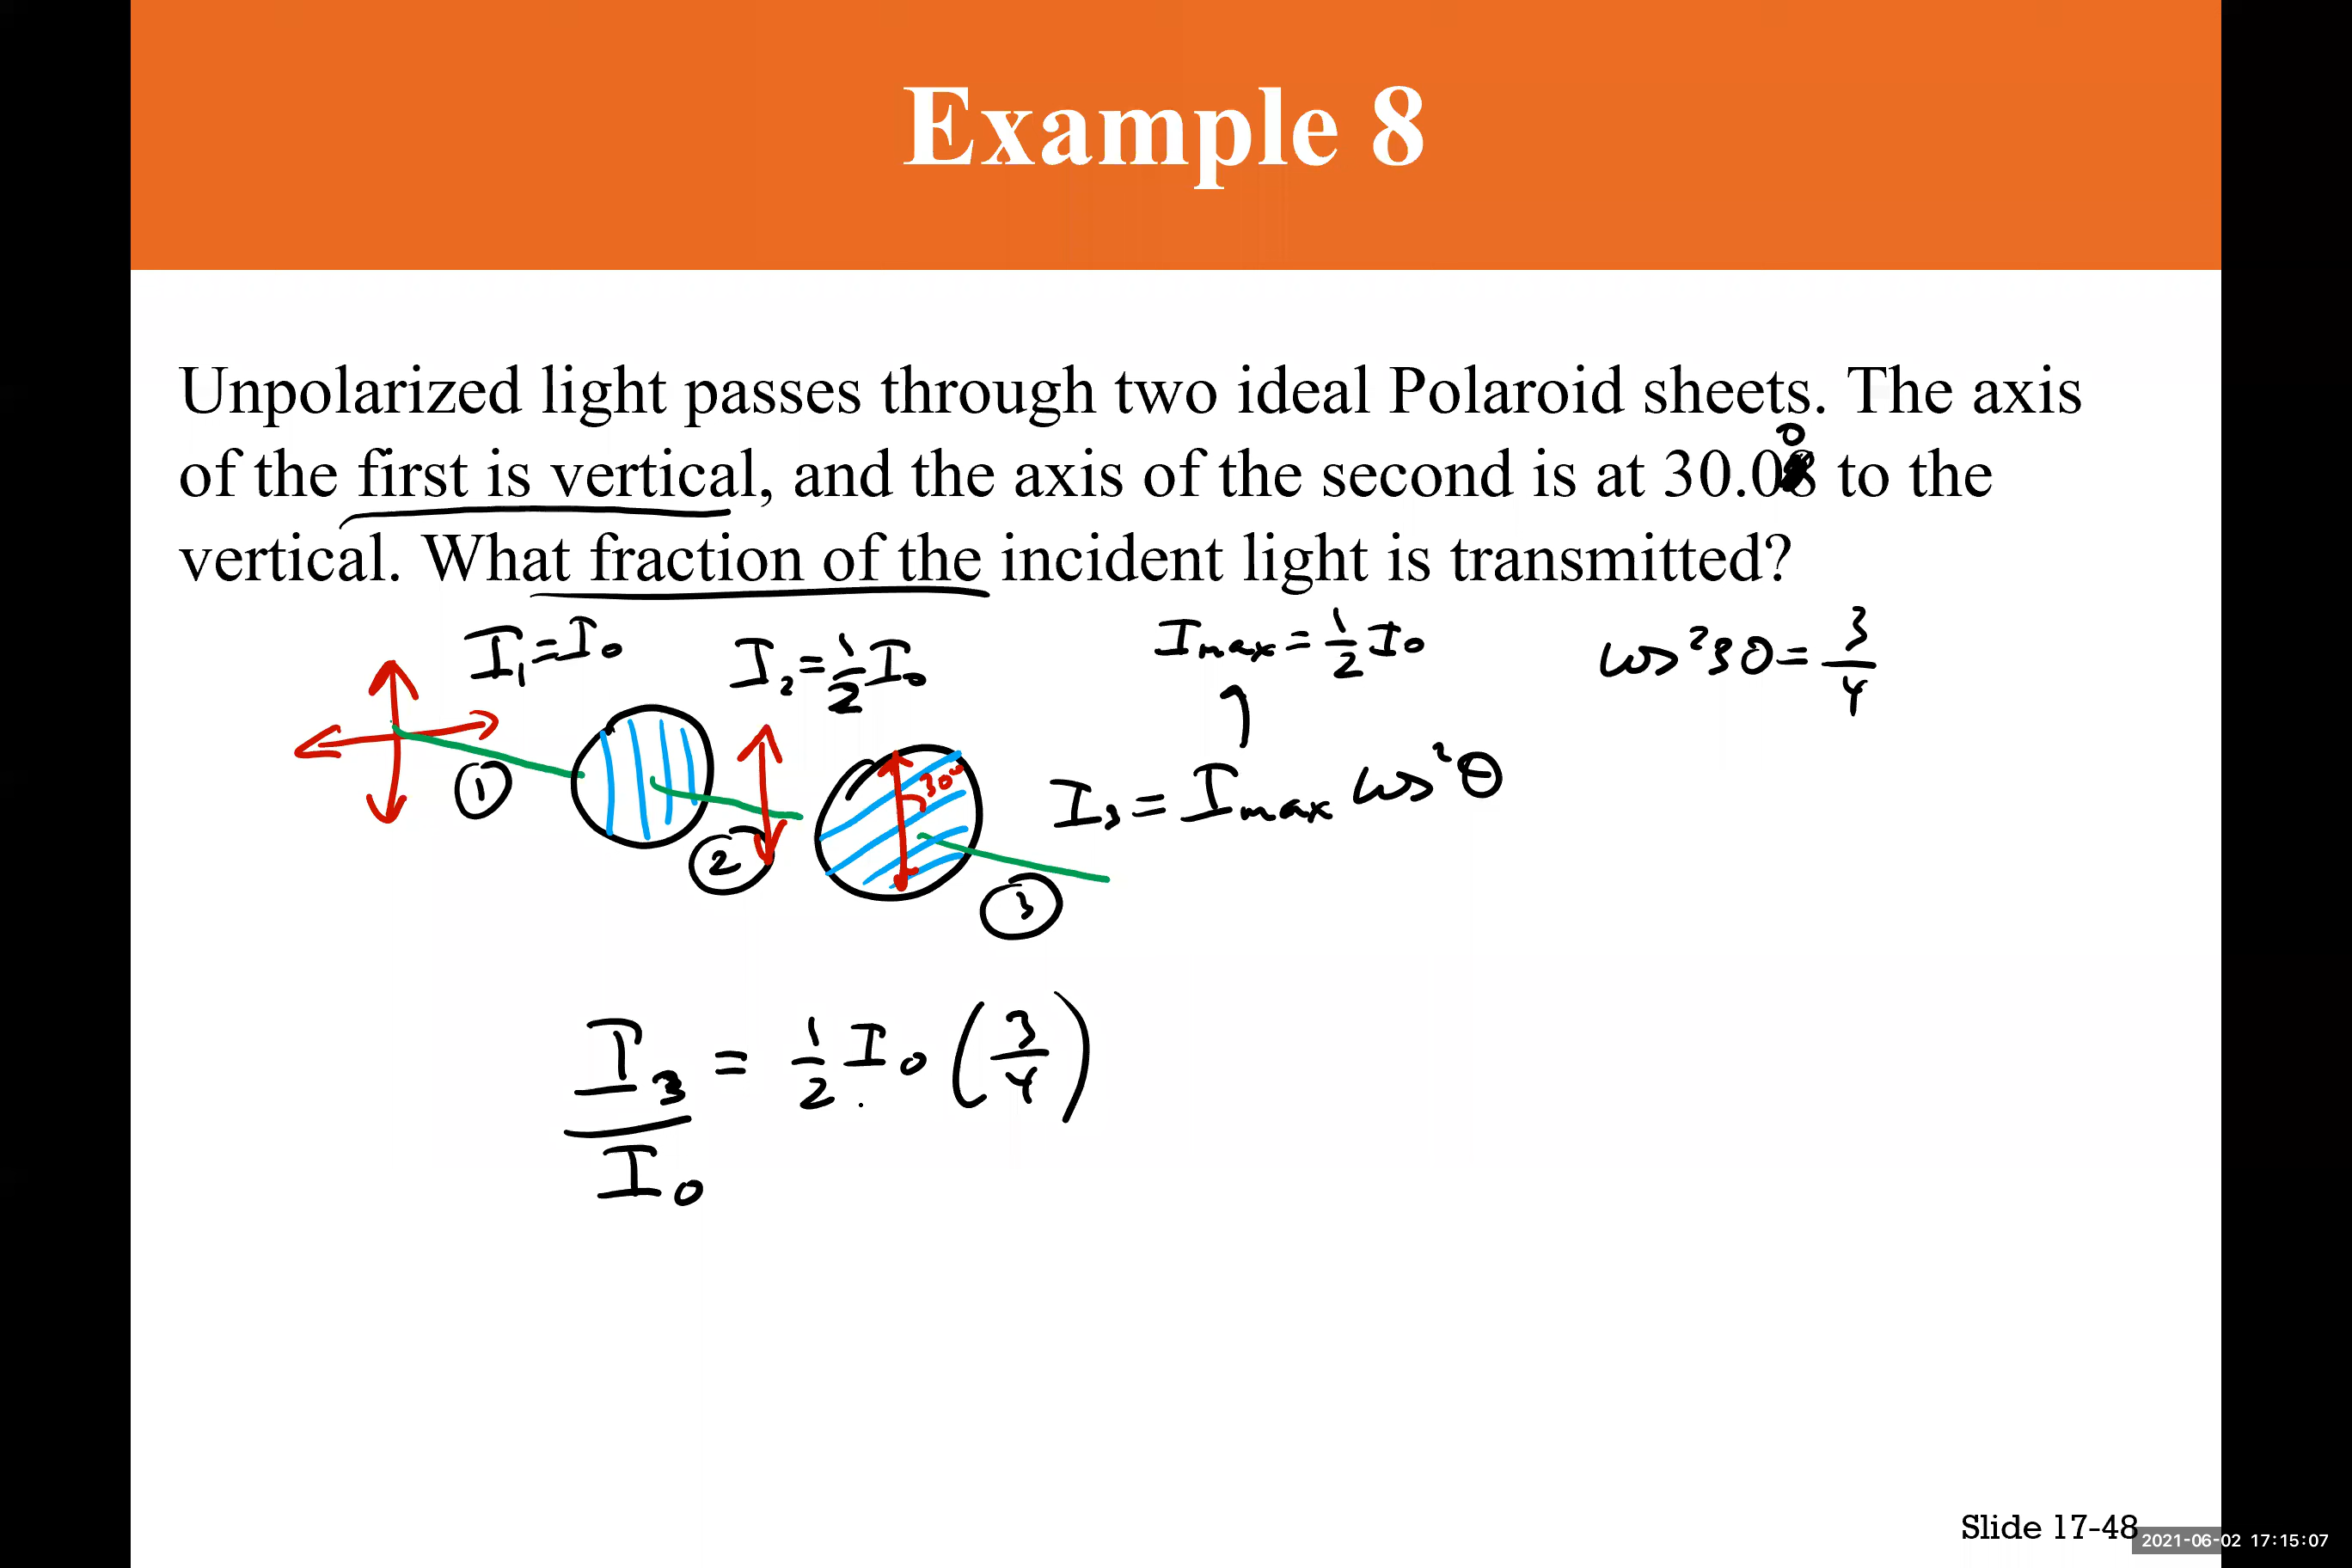 Example 8
Unpolarized light passes through two ideal Polaroid sheets. The axis
of the first is vertical, and the axis of the second is at 30.0° to the
vertical. What fraction of the incident light is transmitted?
I₁=I₀ I₂=½I₀ Imax=½I₀ cos²30=3/4
30°
① ② ③
I₃=Imax cos²θ
I₃/I₀ = ½I₀(3/4)
Slide 17-48
2021-06-02 17:15:07